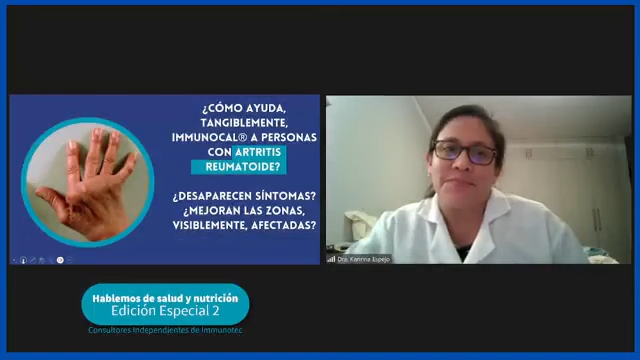 ¿CÓMO AYUDA,
TANGIBLEMENTE,
IMMUNOCAL® A PERSONAS
CON ARTRITIS
REUMATOIDE?
¿DESAPARECEN SÍNTOMAS?
¿MEJORAN LAS ZONAS,
VISIBLEMENTE, AFECTADAS?
Dra. Karinna Espejo
Hablemos de salud y nutrición
Edición Especial 2
Consultores Independientes de Immunotec